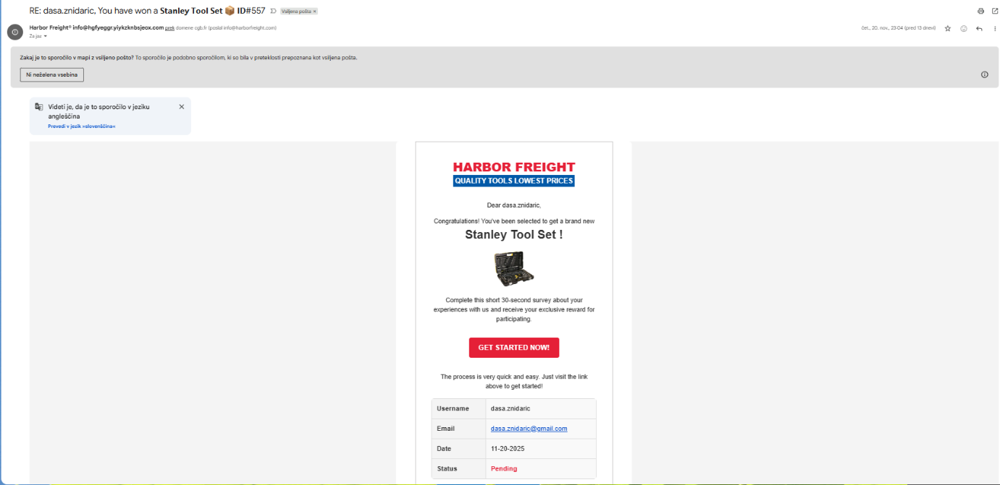 RE: dasa.znidaric, You have won a Stanley Tool Set 📦 ID#557 Vsiljena pošta ×
Harbor Freight® info@hgfyeggr.yiykzknbsjeox.com prek domene cgb.fr (poslal info@harborfreight.com)
čet., 20. nov., 23:04 (pred 13 dnevi)
Za jaz
Zakaj je to sporočilo v mapi z vsiljeno pošto? To sporočilo je podobno sporočilom, ki so bila v preteklosti prepoznana kot vsiljena pošta.
Ni neželena vsebina
Videti je, da je to sporočilo v jeziku
angleščina
Prevedi v jezik »slovenščina«
HARBOR FREIGHT
QUALITY TOOLS LOWEST PRICES
Dear dasa.znidaric,
Congratulations! You've been selected to get a brand new
Stanley Tool Set !
Complete this short 30-second survey about your
experiences with us and receive your exclusive reward for
participating.
GET STARTED NOW!
The process is very quick and easy. Just visit the link
above to get started!
Username dasa.znidaric
Email dasa.znidaric@gmail.com
Date 11-20-2025
Status Pending